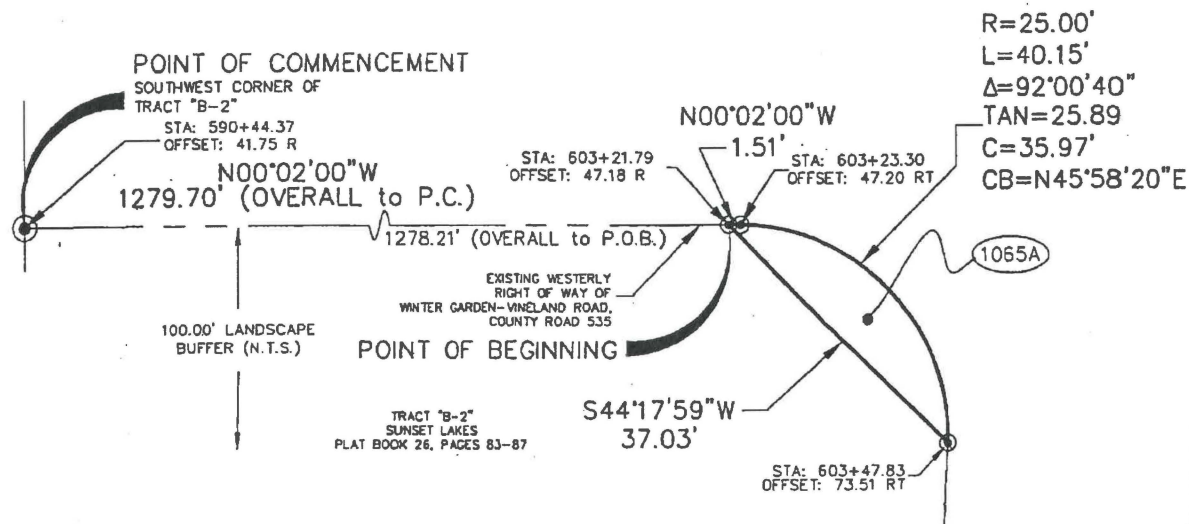 POINT OF COMMENCEMENT
SOUTHWEST CORNER OF
TRACT "B-2"
STA: 590+44.37
OFFSET: 41.75 R
N00°02'00"W
1279.70' (OVERALL to P.C.)
1278.21' (OVERALL to P.O.B.)
STA: 603+21.79
OFFSET: 47.18 R
N00°02'00"W
1.51'
STA: 603+23.30
OFFSET: 47.20 RT
R=25.00'
L=40.15'
Δ=92°00'40"
TAN=25.89
C=35.97'
CB=N45°58'20"E
1065A
EXISTING WESTERLY
RIGHT OF WAY OF
WINTER GARDEN-VINELAND ROAD,
COUNTY ROAD 535
100.00' LANDSCAPE
BUFFER (N.T.S.)
POINT OF BEGINNING
TRACT "B-2"
SUNSET LAKES
PLAT BOOK 26, PAGES 83-87
S44°17'59"W
37.03'
STA: 603+47.83
OFFSET: 73.51 RT